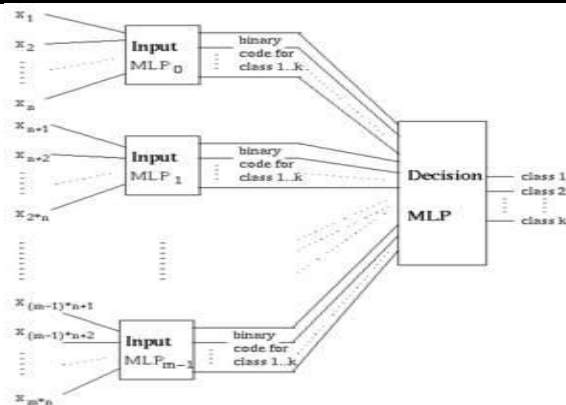 x1
x2
xn
Input
MLP0
binary
code for
class 1..k
xn+1
xn+2
x2*n
Input
MLP1
binary
code for
class 1..k
Decision
MLP
class 1
class 2
class k
x(m-1)*n+1
x(m-1)*n+2
xm*n
Input
MLPm-1
binary
code for
class 1..k